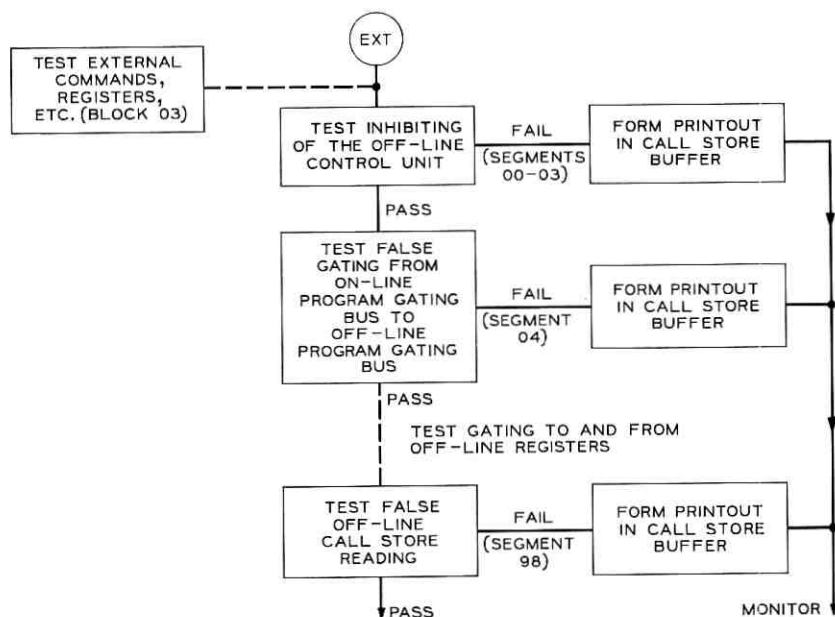 EXT
TEST EXTERNAL
COMMANDS,
REGISTERS,
ETC. (BLOCK 03)
TEST INHIBITING
OF THE OFF-LINE
CONTROL UNIT
FAIL
(SEGMENTS
00-03)
FORM PRINTOUT
IN CALL STORE
BUFFER
PASS
TEST FALSE
GATING FROM
ON-LINE
PROGRAM GATING
BUS TO
OFF-LINE
PROGRAM GATING
BUS
FAIL
(SEGMENT
04)
FORM PRINTOUT
IN CALL STORE
BUFFER
PASS
TEST GATING TO AND FROM
OFF-LINE REGISTERS
TEST FALSE
OFF-LINE
CALL STORE
READING
FAIL
(SEGMENT
98)
FORM PRINTOUT
IN CALL STORE
BUFFER
PASS
MONITOR